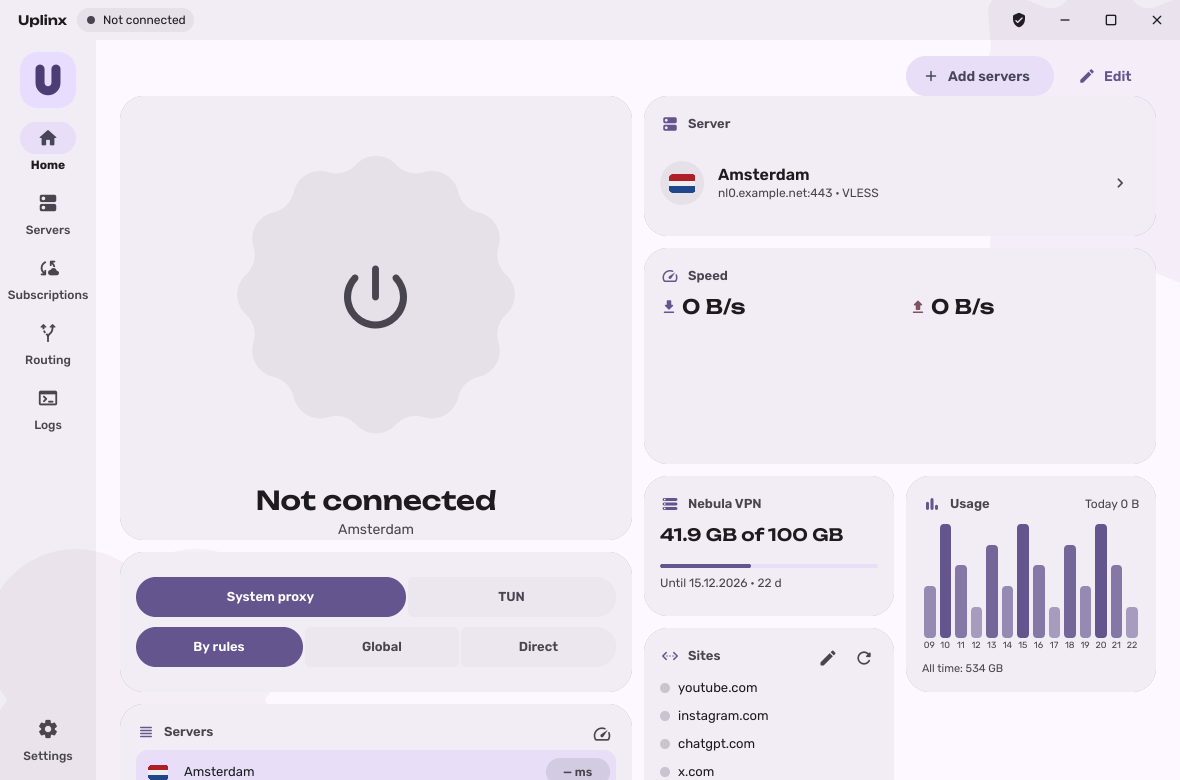 Uplinx
Not connected
Add servers
Edit
U
Home
Servers
Subscriptions
Routing
Logs
Settings
Not connected
Amsterdam
System proxy
TUN
By rules
Global
Direct
Servers
Amsterdam
– ms
Server
Amsterdam
nl0.example.net:443 • VLESS
Speed
0 B/s
0 B/s
Nebula VPN
41.9 GB of 100 GB
Until 15.12.2026 • 22 d
Usage
Today 0 B
09 10 11 12 13 14 15 16 17 18 19 20 21 22
All time: 534 GB
Sites
youtube.com
instagram.com
chatgpt.com
x.com